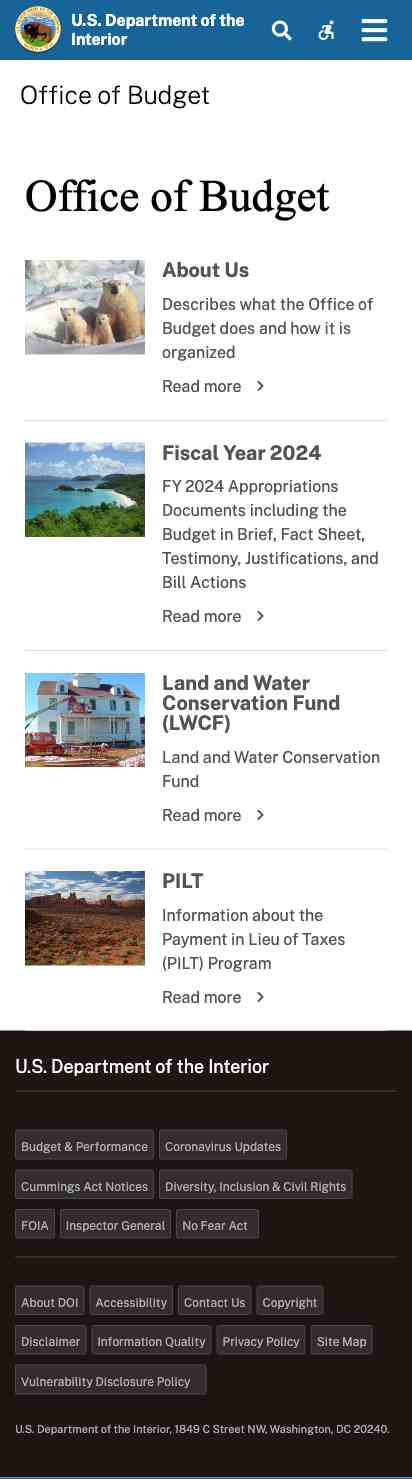 U.S. Department of the
Interior
Office of Budget
Office of Budget
About Us
Describes what the Office of
Budget does and how it is
organized
Read more
Fiscal Year 2024
FY 2024 Appropriations
Documents including the
Budget in Brief, Fact Sheet,
Testimony, Justifications, and
Bill Actions
Read more
Land and Water
Conservation Fund
(LWCF)
Land and Water Conservation
Fund
Read more
PILT
Information about the
Payment in Lieu of Taxes
(PILT) Program
Read more
U.S. Department of the Interior
Budget & Performance Coronavirus Updates
Cummings Act Notices Diversity, Inclusion & Civil Rights
FOIA Inspector General No Fear Act
About DOI Accessibility Contact Us Copyright
Disclaimer Information Quality Privacy Policy Site Map
Vulnerability Disclosure Policy
U.S. Department of the Interior, 1849 C Street NW, Washington, DC 20240.